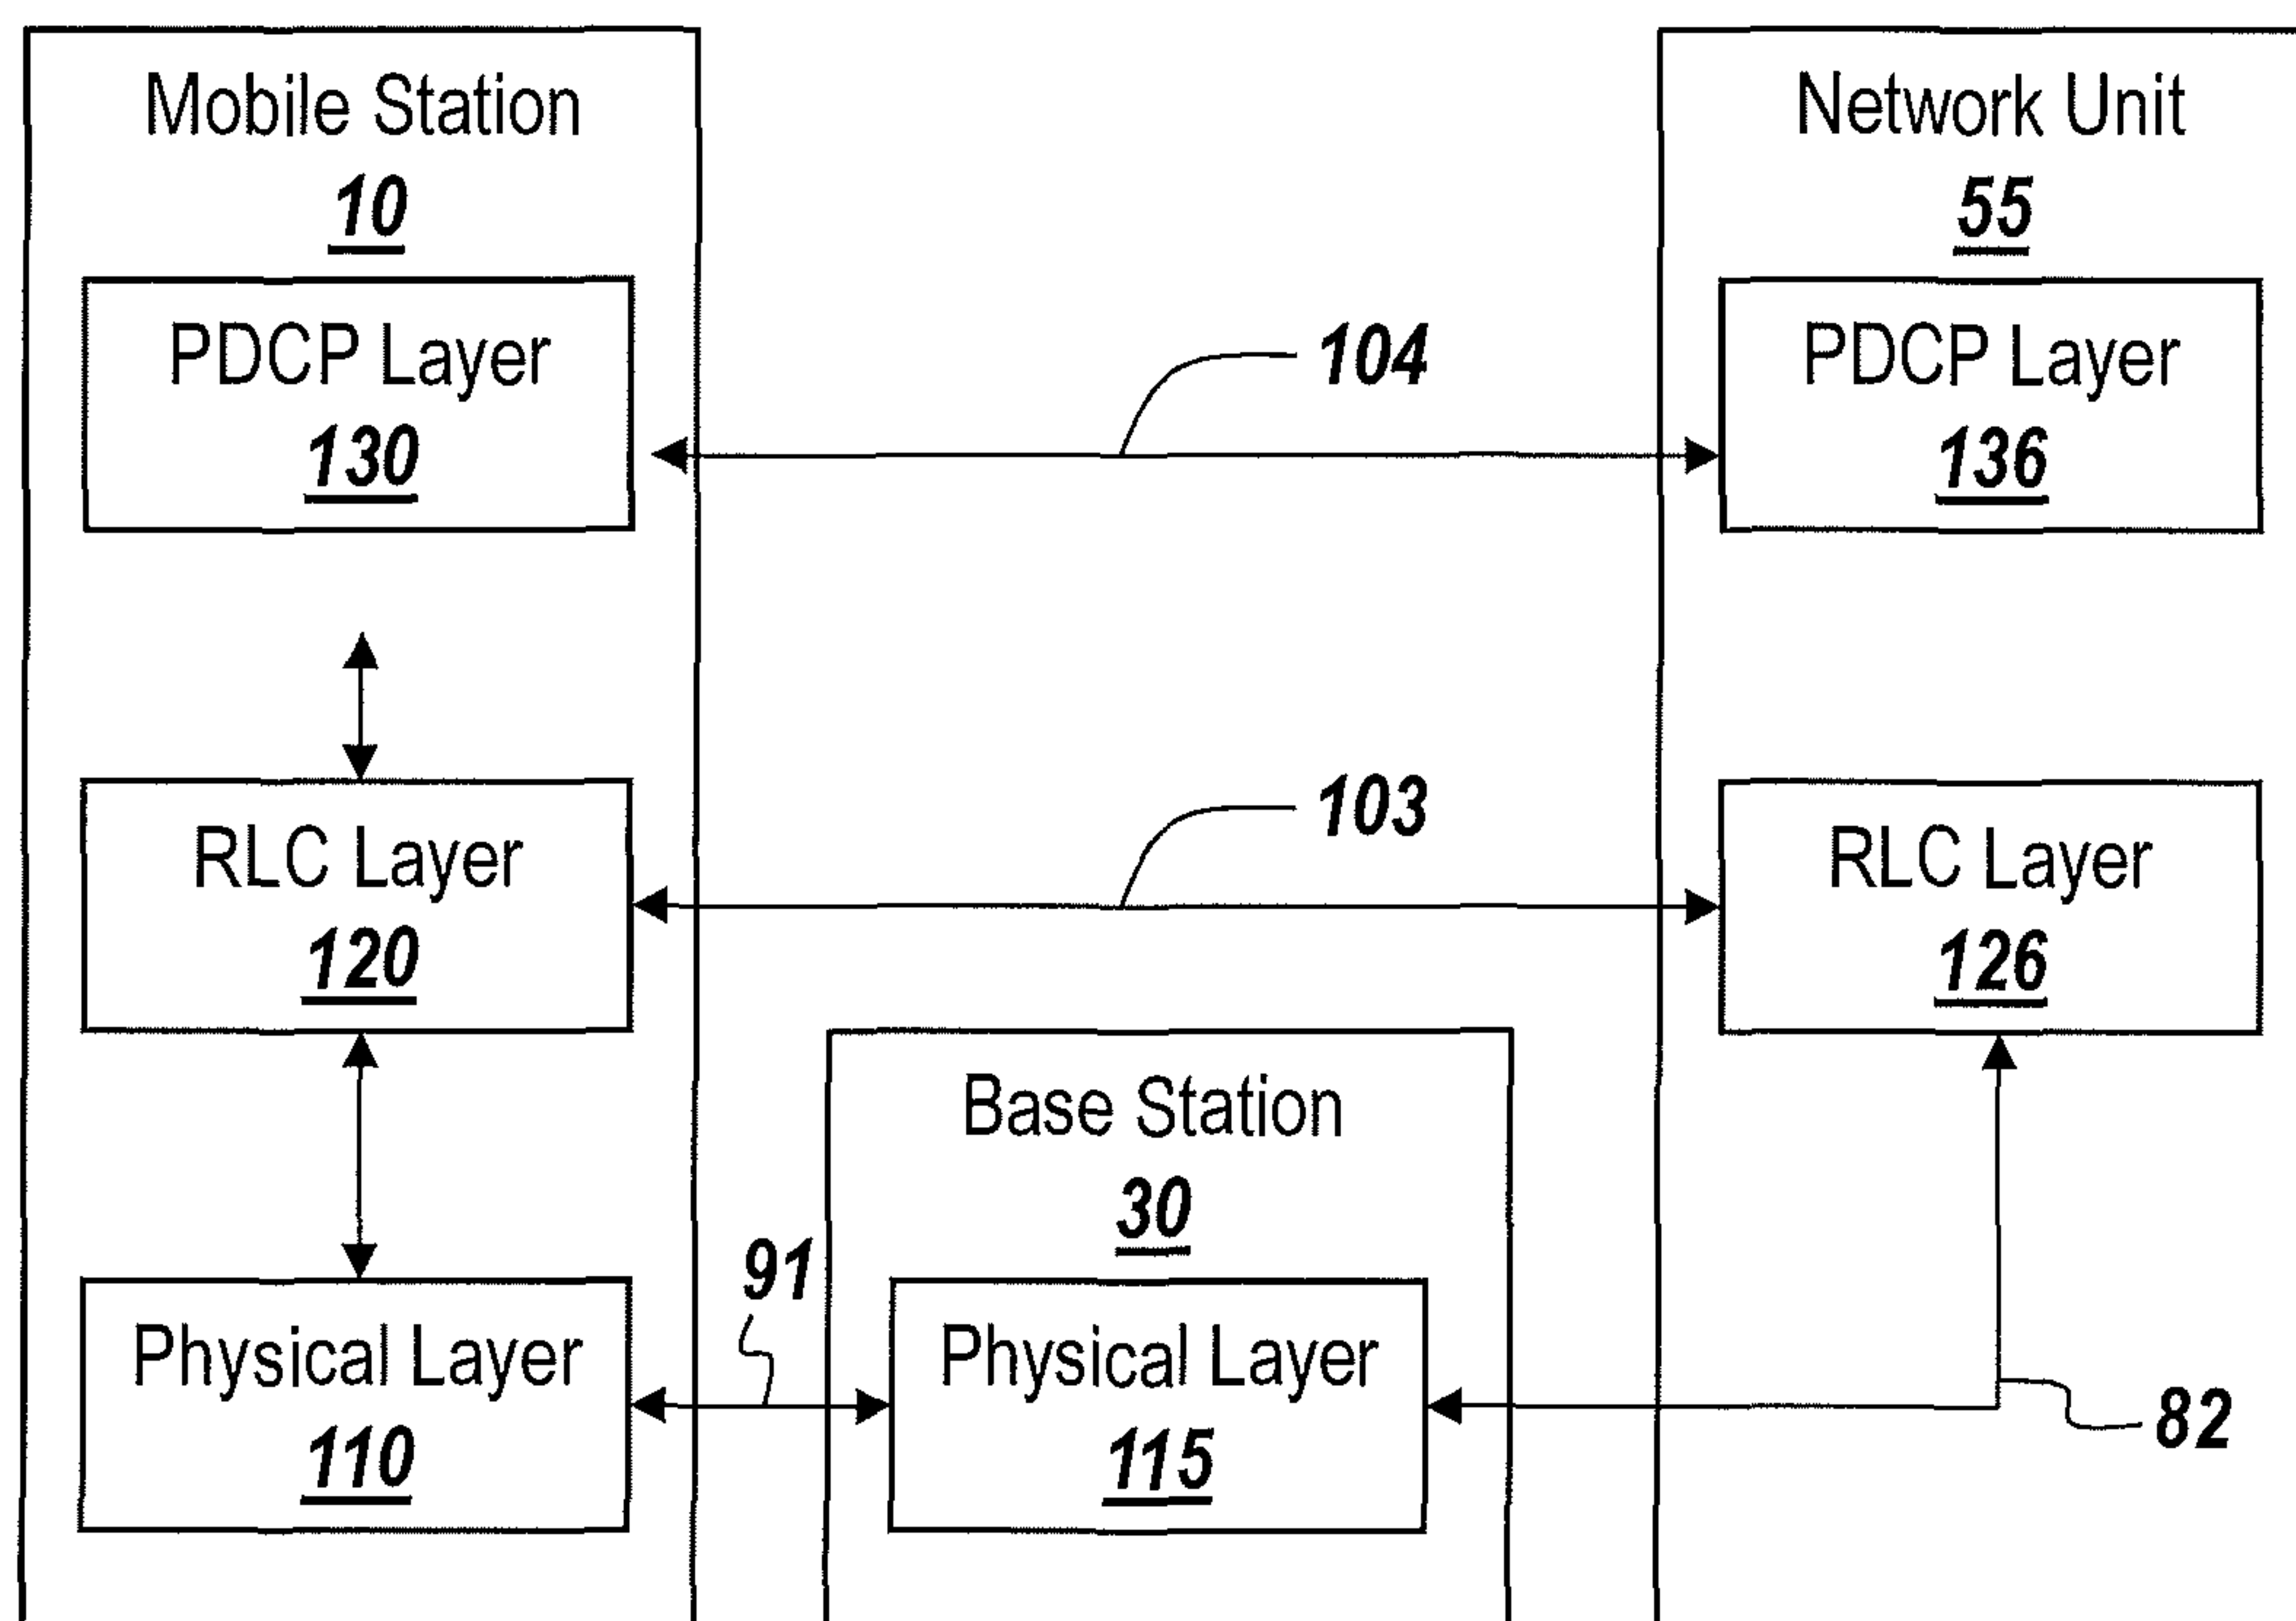 Mobile Station
10
PDCP Layer
130
RLC Layer
120
Physical Layer
110
104
103
91
Base Station
30
Physical Layer
115
Network Unit
55
PDCP Layer
136
RLC Layer
126
82